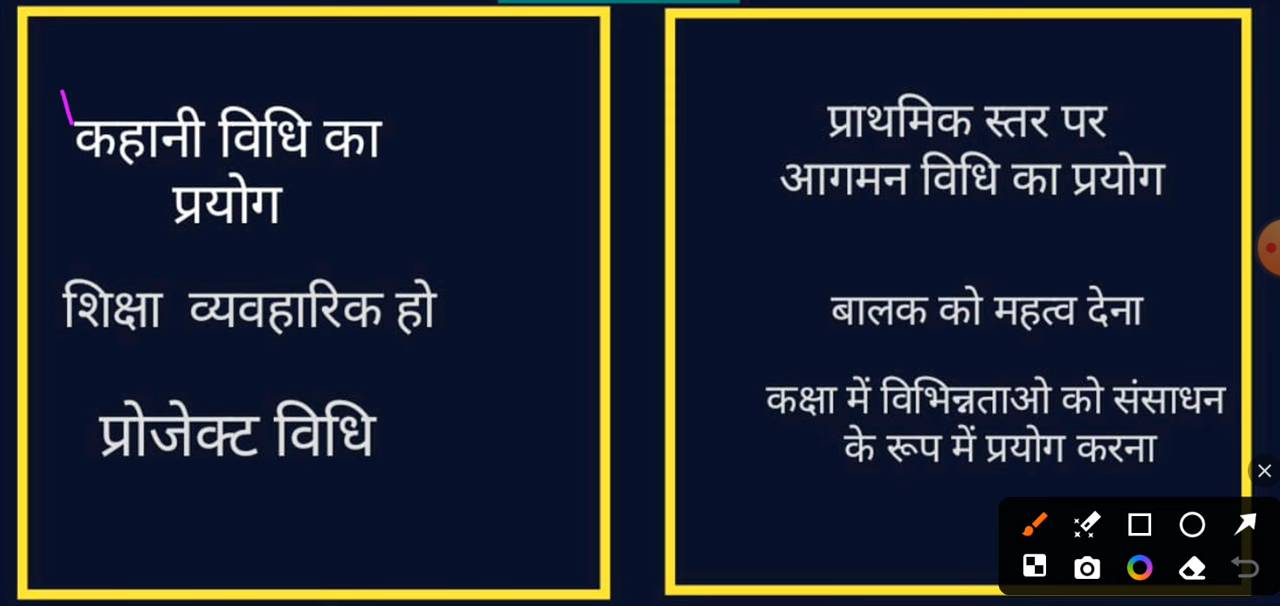 कहानी विधि का
प्रयोग
शिक्षा व्यवहारिक हो
प्रोजेक्ट विधि
प्राथमिक स्तर पर
आगमन विधि का प्रयोग
बालक को महत्व देना
कक्षा में विभिन्नताओ को संसाधन
के रूप में प्रयोग करना